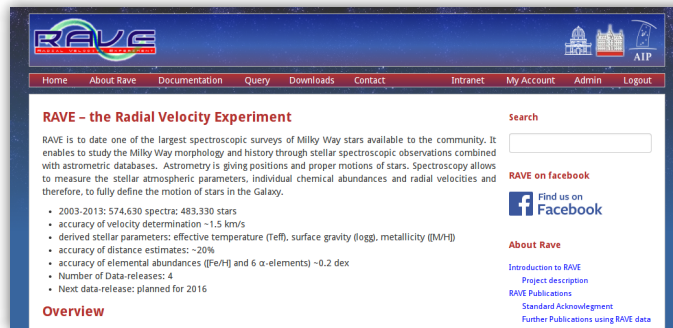 RAVE
RADIAL VELOCITY EXPERIMENT
AIP
Home About Rave Documentation Query Downloads Contact Intranet My Account Admin Logout
RAVE – the Radial Velocity Experiment
RAVE is to date one of the largest spectroscopic surveys of Milky Way stars available to the community. It
enables to study the Milky Way morphology and history through stellar spectroscopic observations combined
with astrometric databases. Astrometry is giving positions and proper motions of stars. Spectroscopy allows
to measure the stellar atmospheric parameters, individual chemical abundances and radial velocities and
therefore, to fully define the motion of stars in the Galaxy.
• 2003-2013: 574,630 spectra; 483,330 stars
• accuracy of velocity determination ~1.5 km/s
• derived stellar parameters: effective temperature (Teff), surface gravity (logg), metallicity ([M/H])
• accuracy of distance estimates: ~20%
• accuracy of elemental abundances ([Fe/H] and 6 α-elements) ~0.2 dex
• Number of Data-releases: 4
• Next data-release: planned for 2016
Overview
Search
RAVE on facebook
Find us on
Facebook
About Rave
Introduction to RAVE
Project description
RAVE Publications
Standard Acknowlegment
Further Publications using RAVE data